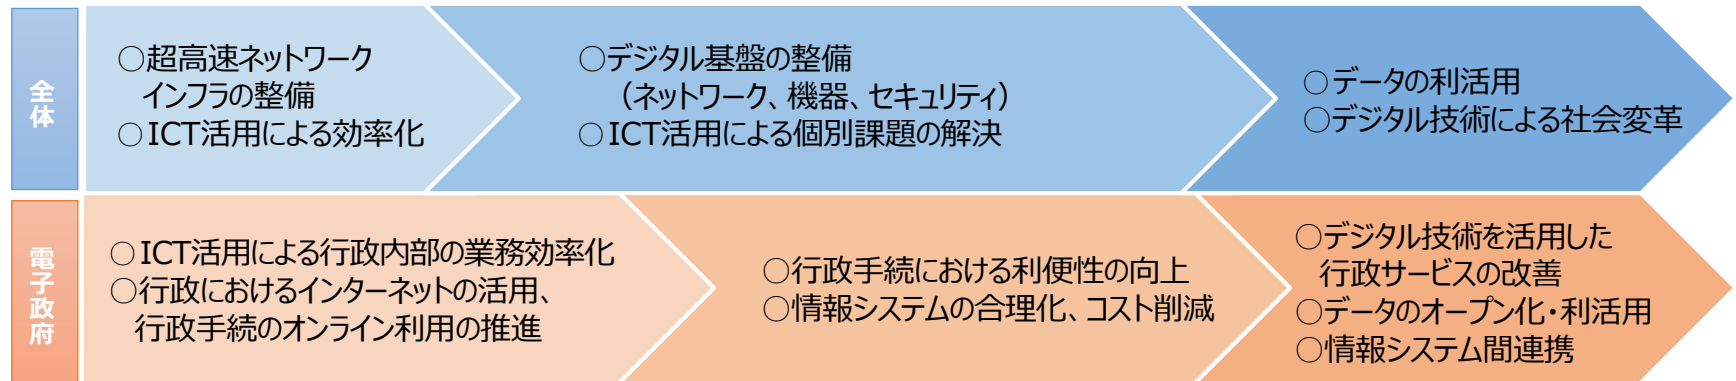 全体
○超高速ネットワーク
インフラの整備
○ICT活用による効率化
○デジタル基盤の整備
（ネットワーク、機器、セキュリティ）
○ICT活用による個別課題の解決
○データの利活用
○デジタル技術による社会変革
電子政府
○ICT活用による行政内部の業務効率化
○行政におけるインターネットの活用、
行政手続のオンライン利用の推進
○行政手続における利便性の向上
○情報システムの合理化、コスト削減
○デジタル技術を活用した
行政サービスの改善
○データのオープン化・利活用
○情報システム間連携